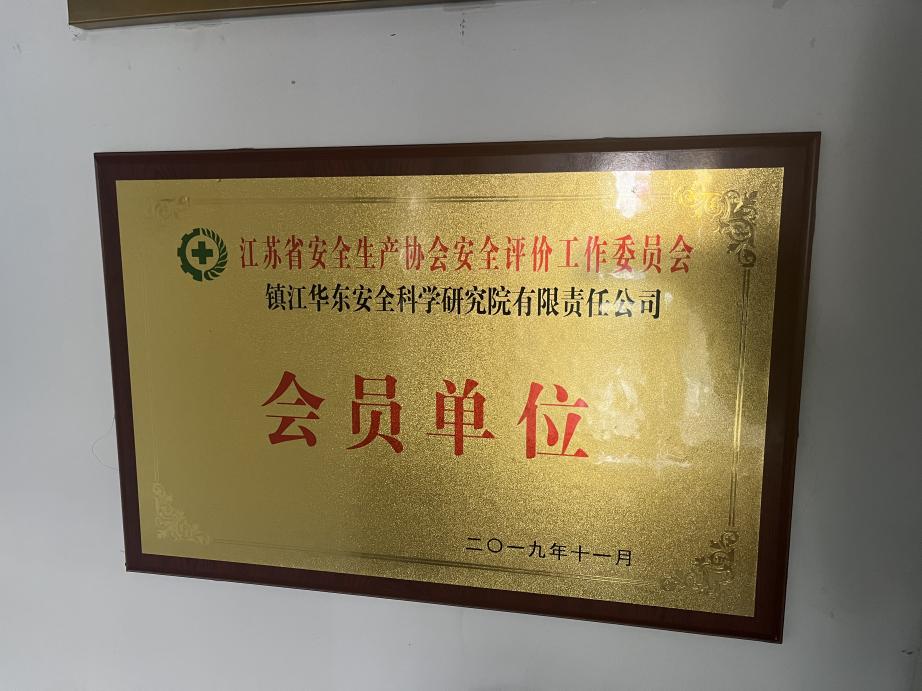 江苏省安全生产协会安全评价工作委员会
镇江华东安全科学研究院有限责任公司
会员单位
二〇一九年十一月